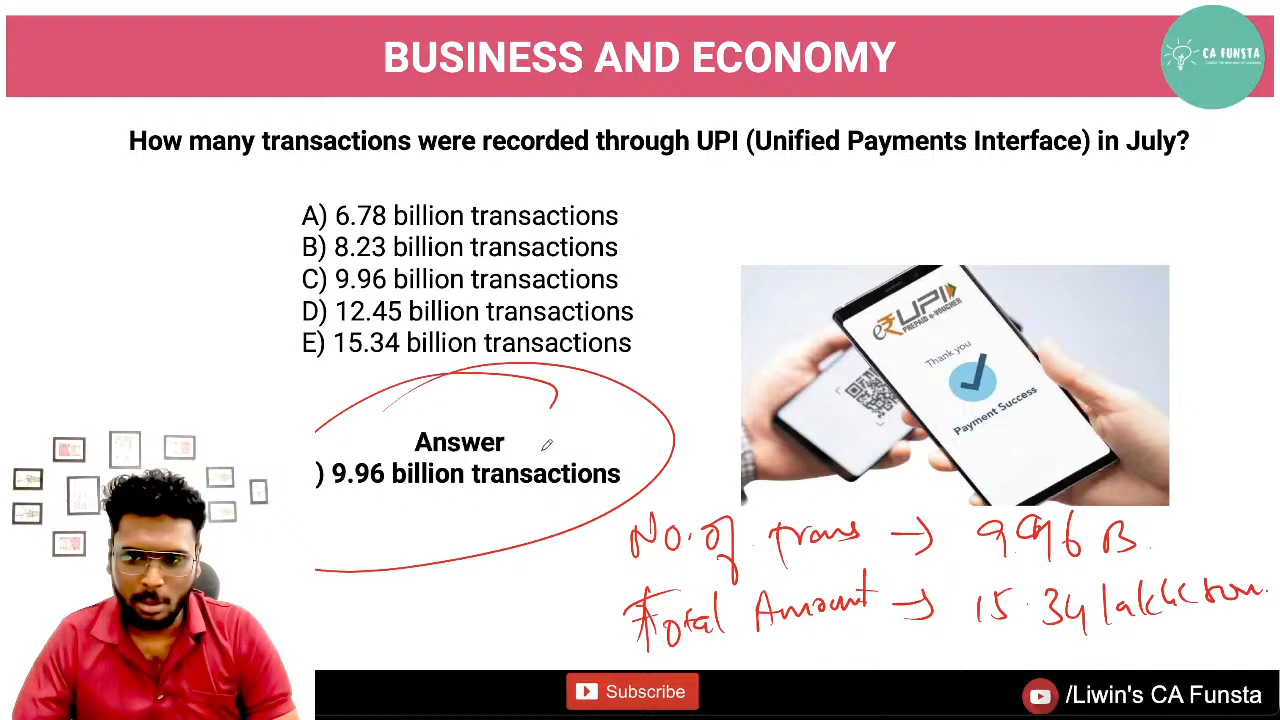 BUSINESS AND ECONOMY
CA FUNSTA
How many transactions were recorded through UPI (Unified Payments Interface) in July?
A) 6.78 billion transactions
B) 8.23 billion transactions
C) 9.96 billion transactions
D) 12.45 billion transactions
E) 15.34 billion transactions
UPI
PREPAID e-VOUCHER
Thank you
Payment Success
Answer
) 9.96 billion transactions
No. of trans → 9.96 B.
Total Amount → 15.34 lakh
Subscribe
/Liwin's CA Funsta